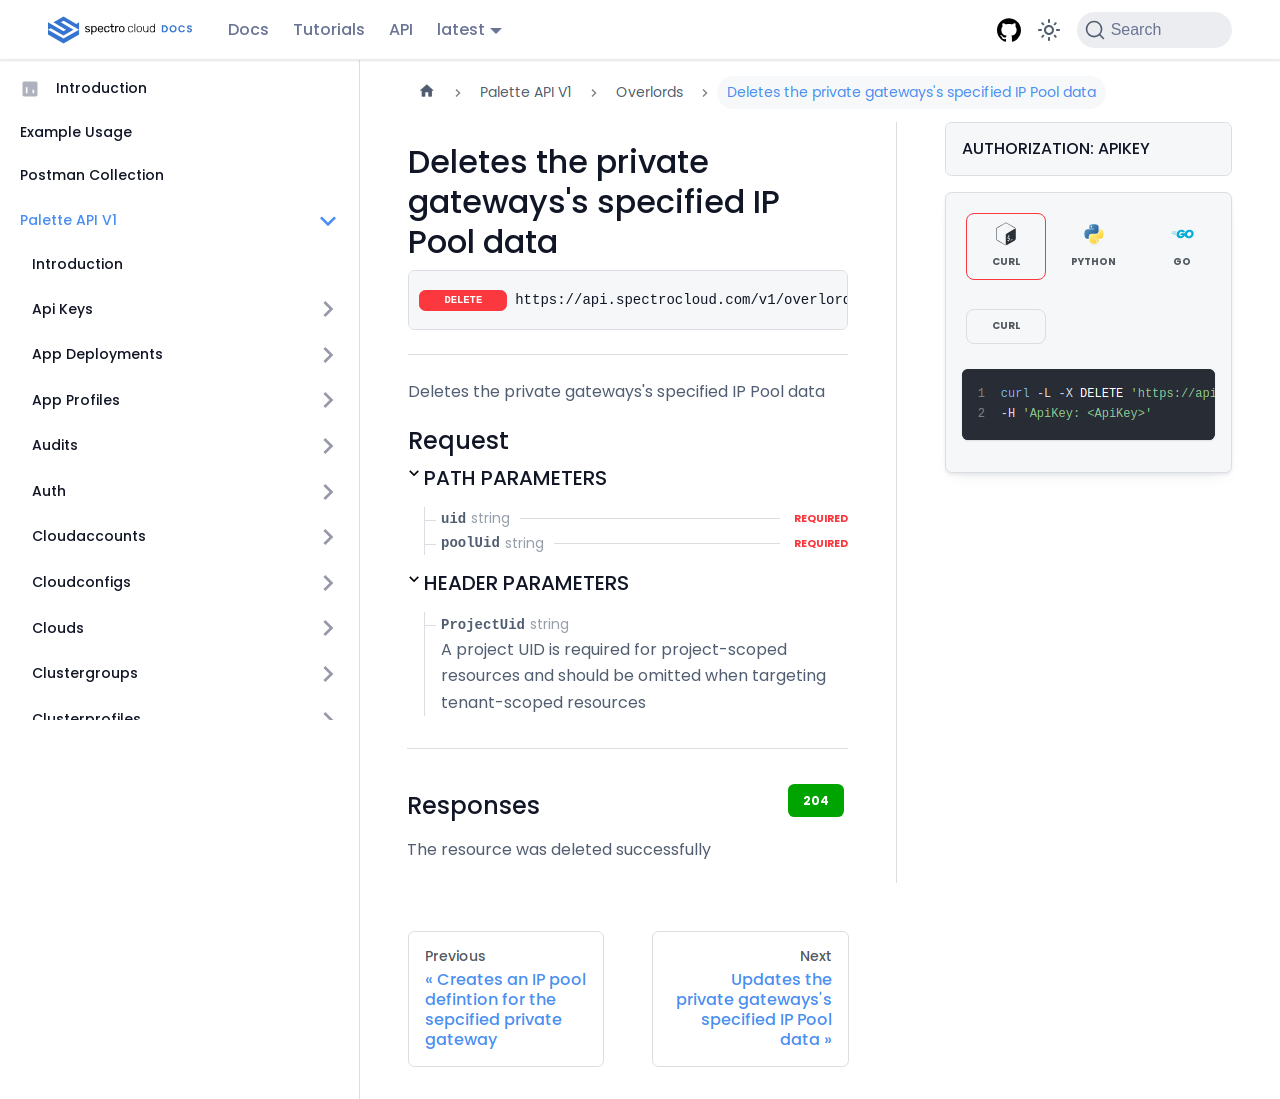 spectro cloud DOCS Docs Tutorials API latest Search
Introduction
Example Usage
Postman Collection
Palette API V1
Introduction
Api Keys
App Deployments
App Profiles
Audits
Auth
Cloudaccounts
Cloudconfigs
Clouds
Clustergroups
Clusterprofiles
Palette API V1 Overlords Deletes the private gateways's specified IP Pool data
Deletes the private
gateways's specified IP
Pool data
DELETE https://api.spectrocloud.com/v1/overlord
Deletes the private gateways's specified IP Pool data
Request
PATH PARAMETERS
uid string REQUIRED
poolUid string REQUIRED
HEADER PARAMETERS
ProjectUid string
A project UID is required for project-scoped
resources and should be omitted when targeting
tenant-scoped resources
Responses 204
The resource was deleted successfully
Previous
« Creates an IP pool
defintion for the
sepcified private
gateway
Next
Updates the
private gateways's
specified IP Pool
data »
AUTHORIZATION: APIKEY
CURL PYTHON GO
CURL
1 curl -L -X DELETE 'https://api
2 -H 'ApiKey: <ApiKey>'